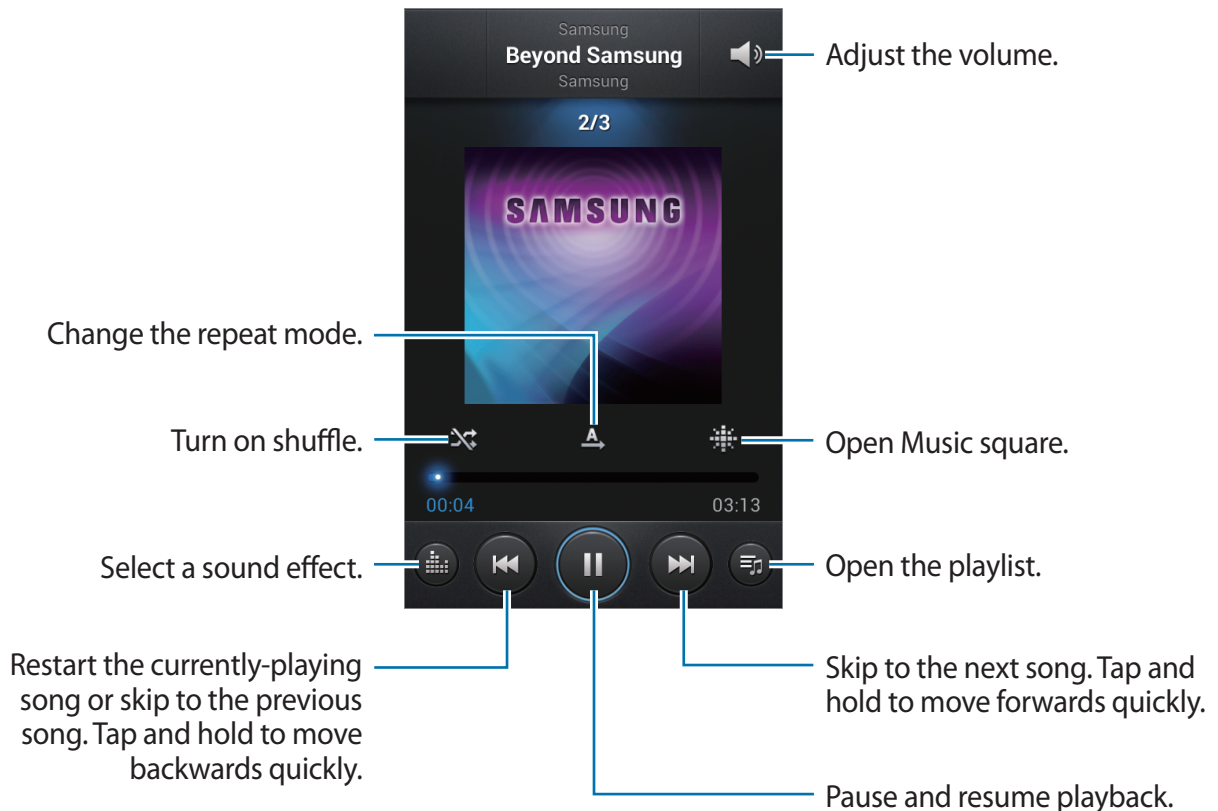 Samsung
Beyond Samsung
Samsung
Adjust the volume.
2/3
SAMSUNG
Change the repeat mode.
Turn on shuffle.
A
Open Music square.
00:04
03:13
Select a sound effect.
Open the playlist.
Restart the currently-playing
song or skip to the previous
song. Tap and hold to move
backwards quickly.
Skip to the next song. Tap and
hold to move forwards quickly.
Pause and resume playback.